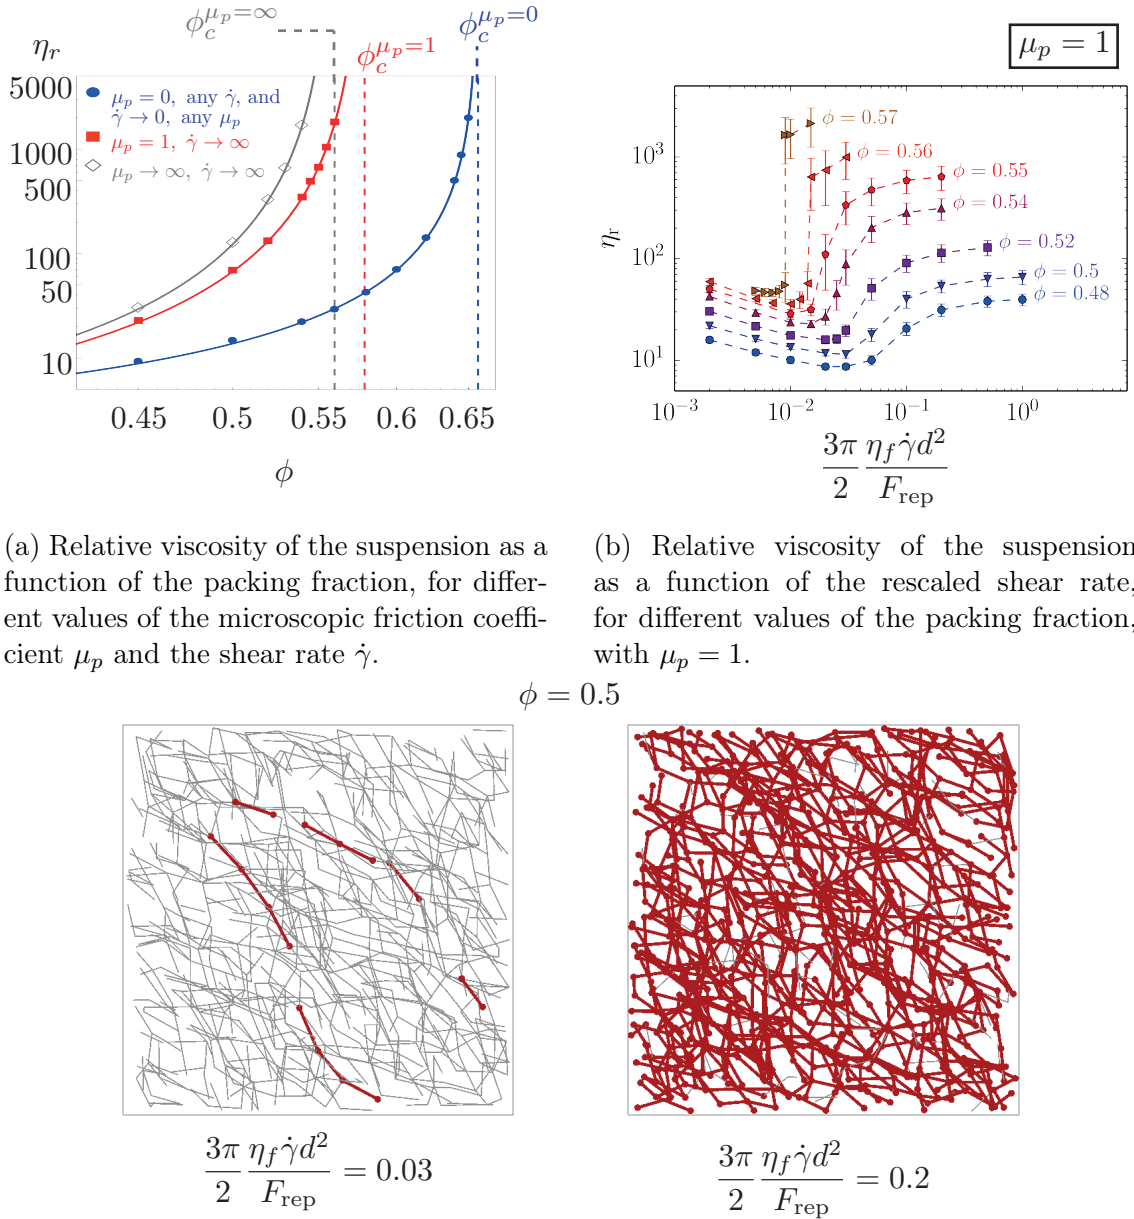 η_r
ϕ_c^{μ_p=∞}
ϕ_c^{μ_p=1}
ϕ_c^{μ_p=0}
5000
1000
500
100
50
10
μ_p = 0, any γ̇, and
γ̇ → 0, any μ_p
μ_p = 1, γ̇ → ∞
μ_p → ∞, γ̇ → ∞
0.45 0.5 0.55 0.6 0.65
ϕ
μ_p = 1
η_r
10^3
10^2
10^1
ϕ = 0.57
ϕ = 0.56
ϕ = 0.55
ϕ = 0.54
ϕ = 0.52
ϕ = 0.5
ϕ = 0.48
10^{-3} 10^{-2} 10^{-1} 10^0
3π/2 η_f γ̇d^2/F_rep
(a) Relative viscosity of the suspension as a
function of the packing fraction, for differ-
ent values of the microscopic friction coeffi-
cient μ_p and the shear rate γ̇.
(b) Relative viscosity of the suspension
as a function of the rescaled shear rate,
for different values of the packing fraction,
with μ_p = 1.
ϕ = 0.5
3π/2 η_f γ̇d^2/F_rep = 0.03
3π/2 η_f γ̇d^2/F_rep = 0.2